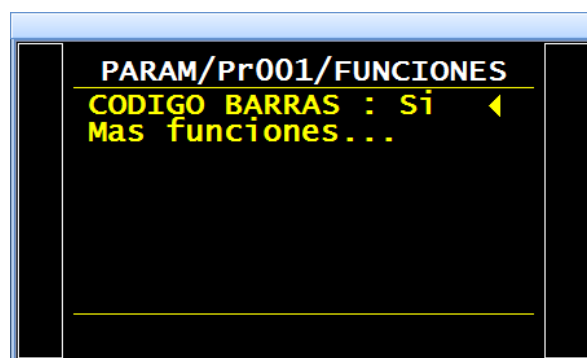 PARAM/Pr001/FUNCIONES
CODIGO BARRAS : Si
Mas funciones...